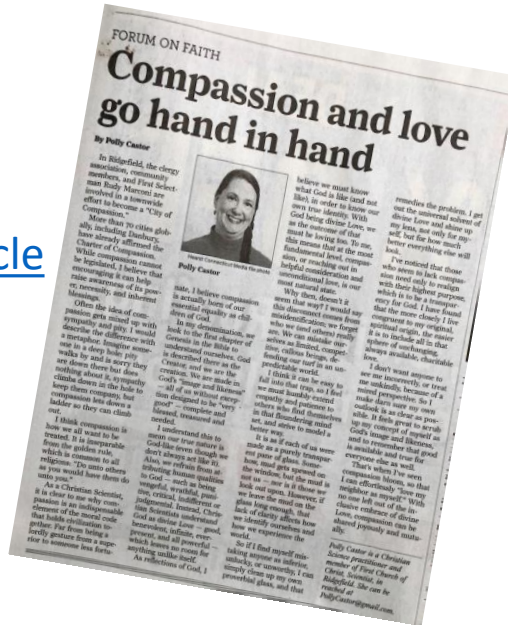 cle
FORUM ON FAITH
Compassion and love
go hand in hand
By Polly Castor
In Ridgefield, the clergy
association, community
members, and First Select-
man Rudy Marconi are
involved in a townwide
effort to become a "City of
Compassion."
More than 70 cities glob-
ally, including Danbury,
have already affirmed the
Charter of Compassion.
While compassion cannot
be legislated, I believe that
encouraging it can help
raise awareness of its pow-
er, necessity, and inherent
blessings.
Often the idea of com-
passion gets mixed up with
sympathy and pity. I would
describe the difference with
a metaphor. Imagine some-
one in a deep hole; pity
walks by and is sorry they
are down there but does
nothing about it, sympathy
climbs down in the hole to
keep them company, but
compassion lets down a
ladder so they can climb
out.
I think compassion is
how we all want to be
treated. It is inseparable
from the golden rule,
which is common to all
religions: "Do unto others
as you would have them do
unto you."
As a Christian Scientist,
it is clear to me why com-
passion is an indispensable
element of the moral code
that holds civilization to-
gether. Far from being a
lordly gesture from a supe-
rior to someone less fortu-
Hearst Connecticut Media file photo
Polly Castor
nate, I believe compassion
is actually born of our
essential equality as chil-
dren of God.
In my denomination, we
look to the first chapter of
Genesis in the Bible to
understand ourselves. God
is described there as the
Creator, and we are the
creation. We are made in
God's "image and likeness"
— all of us without excep-
tion designed to be "very
good" — complete and
blessed, treasured and
needed.
I understand this to
mean our true nature is
God-like (even though we
don't always act like it).
Also, we refrain from at-
tributing human qualities
to God — such as being
vengeful, wrathful, puni-
tive, critical, indifferent or
judgmental. Instead, Chris-
tian Scientists understand
God as divine Love — good,
benevolent, infinite, ever-
present, and all powerful —
which leaves no room for
anything unlike itself.
As reflections of God, I
believe we must know
what God is like (and not
like), in order to know our
own true identity. With
God being divine Love, we
as the outcome of that
must be loving too. To me,
this means that at the most
fundamental level, compas-
sion, or reaching out in
helpful consideration and
unconditional love, is our
most natural act.
Why then, doesn't it
seem that way? I would say
this disconnect comes from
misidentification; we forget
who we (and others) really
are. We can mistake our-
selves as limited, compet-
itive, callous beings, de-
fending our turf in an un-
predictable world.
I think it can be easy to
fall into that trap, so I feel
we must humbly extend
empathy and patience to
others who find themselves
in that floundering mind
set, and strive to model a
remedy.
It is as if each of us were
made as a purely transpar-
ent pane of glass. Some-
times, mud gets spewed on
the window, but the mud is
not us — nor is it what we
look out upon. However, if
we leave the mud on the
glass long enough, that
lack of clarity affects how
we identify ourselves and
how we experience the
world.
So if I find myself mis-
taking anyone as inferior,
unlucky, or unworthy, I can
simply clean up my own
proverbial glass, and that
remedies the problem. I get
out the universal solvent of
divine Love and shine up
my lens, not only for my-
self, but for how much
better everything else will
be.
I've noticed that those
who seem to lack compas-
sion need only to realign
with their highest purpose,
which is to be a transpar-
ency for God. I have found
that the more closely I live
congruent to my original,
spiritual origin, the more
it is to include all in that
sphere of unchanging,
always available, charitable
love.
I don't want anyone to
see me incorrectly, or treat
me unkindly, because of a
blurred perspective. So I
make dare sure my own
outlook is as clear as pos-
sible. It feels great to scrub
up my concept of myself as
God's image and likeness,
and to remember that good
is available and true for
everyone else as well.
That's when I've seen
compassion bloom, so that
I can effortlessly "love my
neighbor as myself." With
no one left out of the in-
clusive embrace of divine
Love, compassion can be
shared joyously and mutu-
ally.
Polly Castor is a Christian
Science practitioner and
member of First Church of
Christ, Scientist, in
Ridgefield. She can be
reached at
PollyCastor@gmail.com.